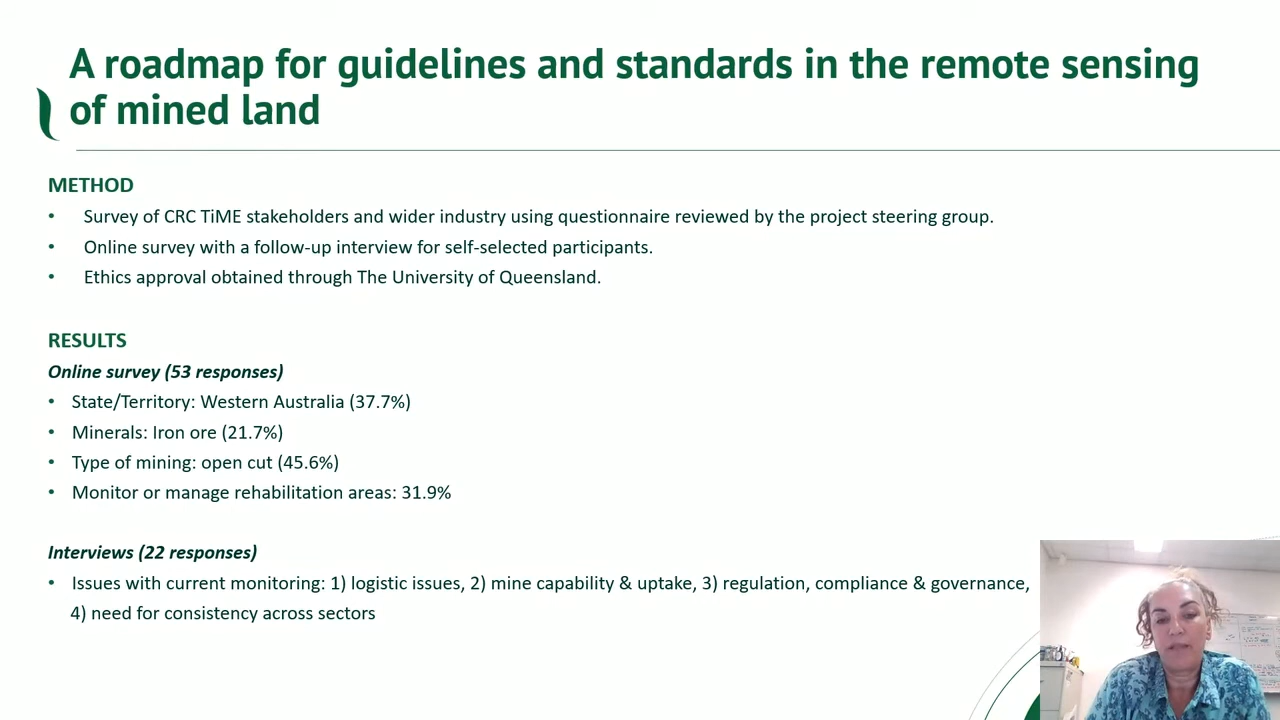 A roadmap for guidelines and standards in the remote sensing
of mined land
METHOD
• Survey of CRC TiME stakeholders and wider industry using questionnaire reviewed by the project steering group.
• Online survey with a follow-up interview for self-selected participants.
• Ethics approval obtained through The University of Queensland.
RESULTS
Online survey (53 responses)
• State/Territory: Western Australia (37.7%)
• Minerals: Iron ore (21.7%)
• Type of mining: open cut (45.6%)
• Monitor or manage rehabilitation areas: 31.9%
Interviews (22 responses)
• Issues with current monitoring: 1) logistic issues, 2) mine capability & uptake, 3) regulation, compliance & governance,
4) need for consistency across sectors